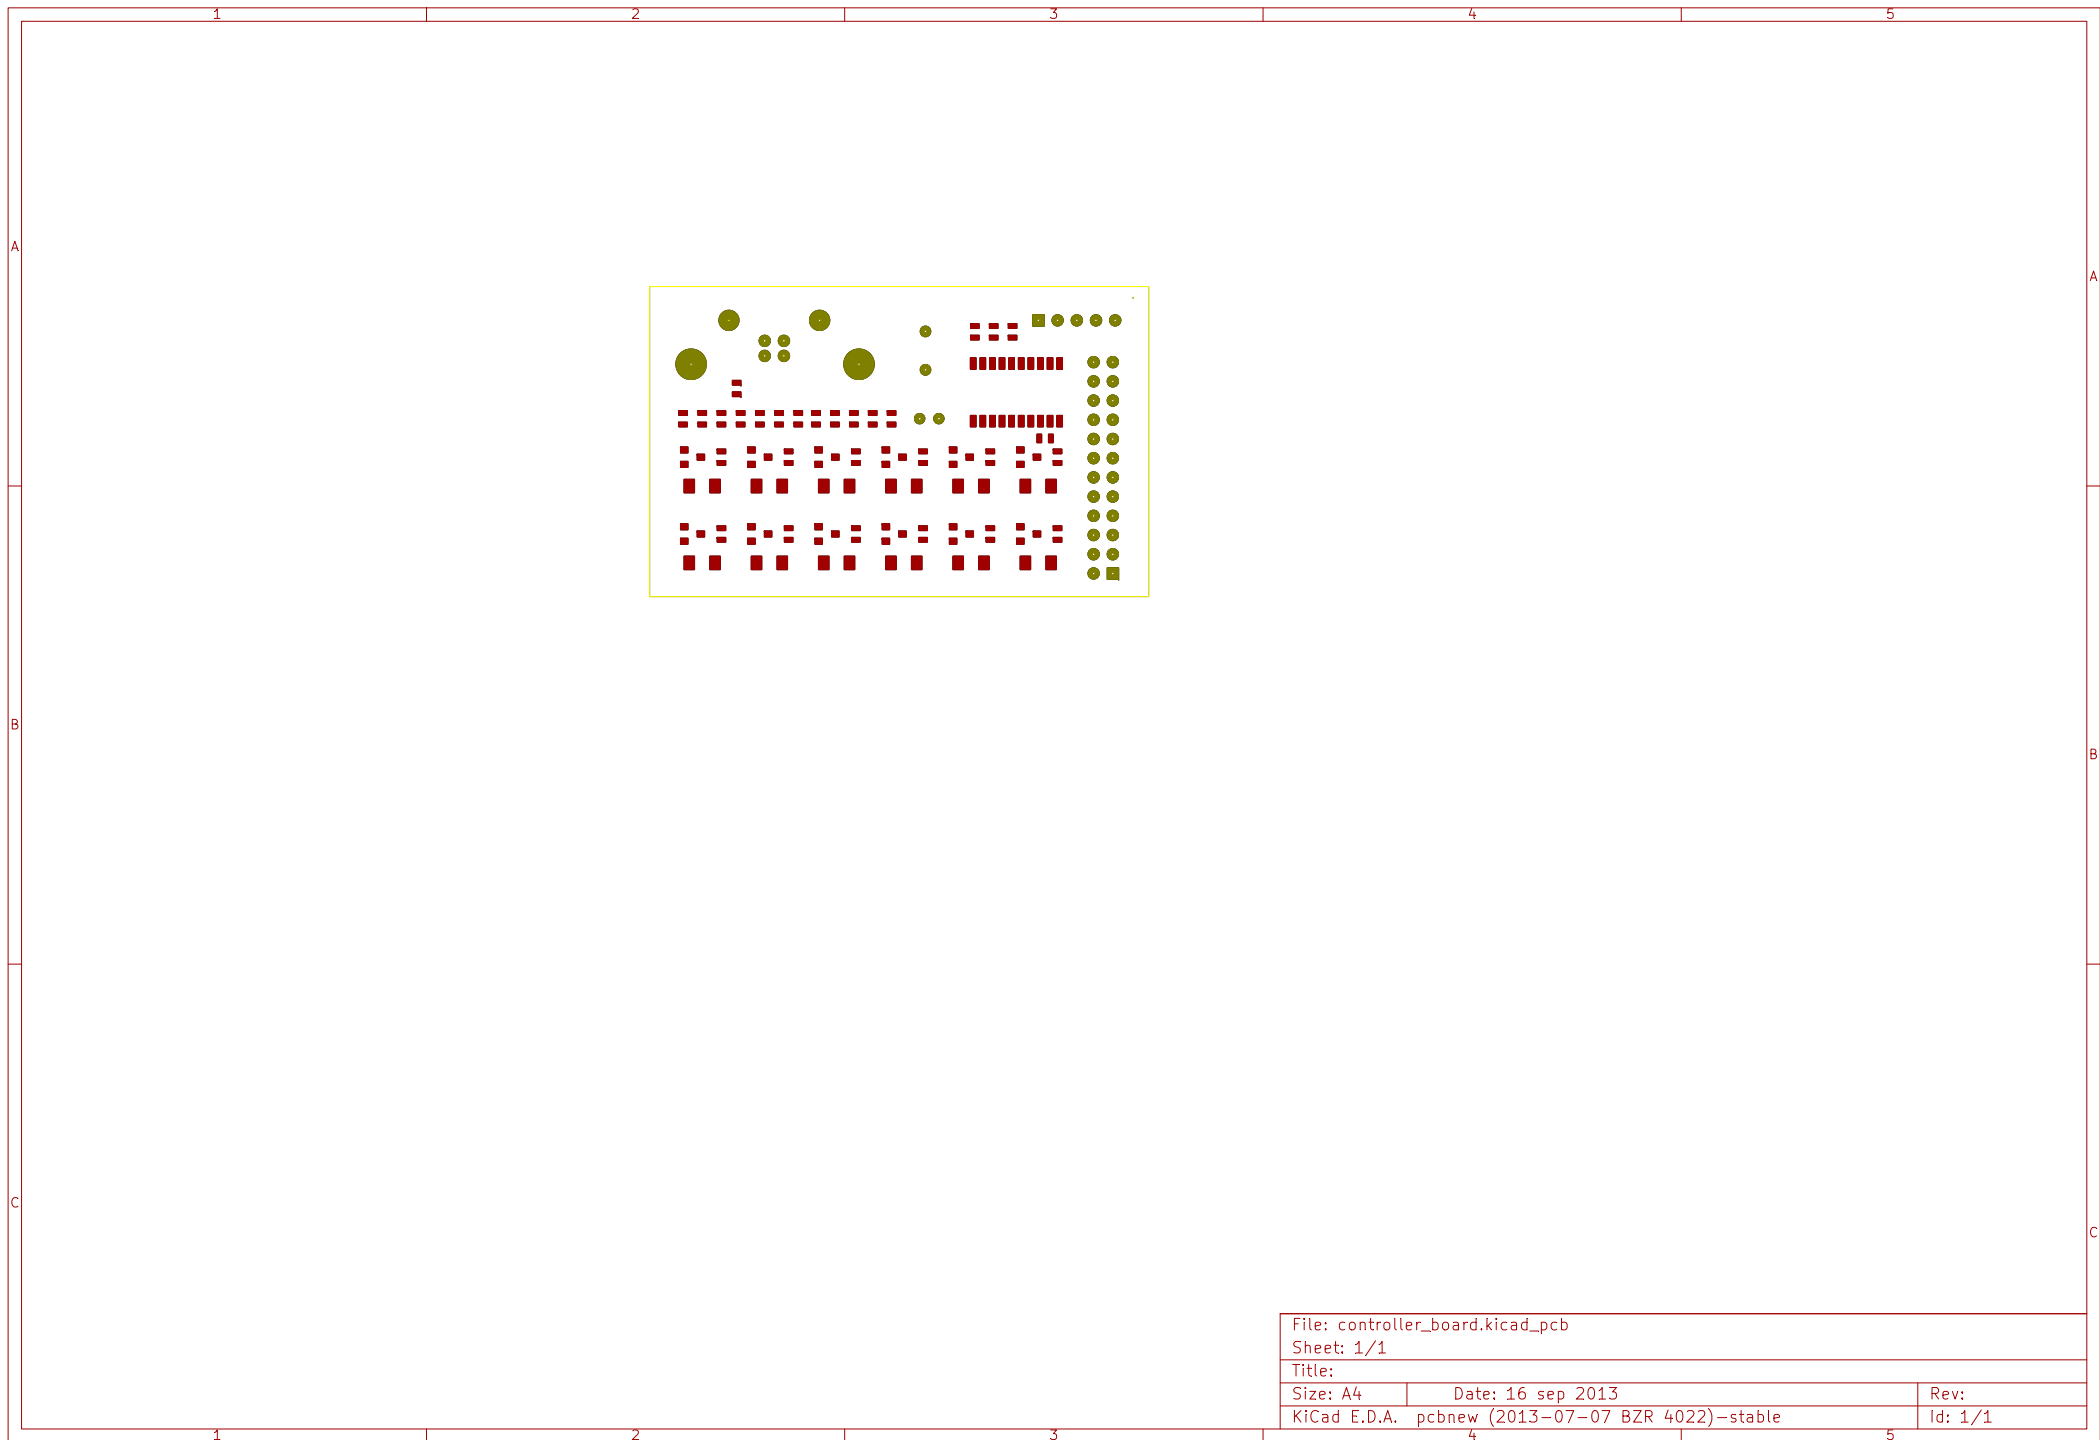 1 2 3 4 5
A A
B B
C C
File: controller_board.kicad_pcb
Sheet: 1/1
Title:
Size: A4 Date: 16 sep 2013 Rev:
KiCad E.D.A. pcbnew (2013-07-07 BZR 4022)-stable Id: 1/1
1 2 3 4 5